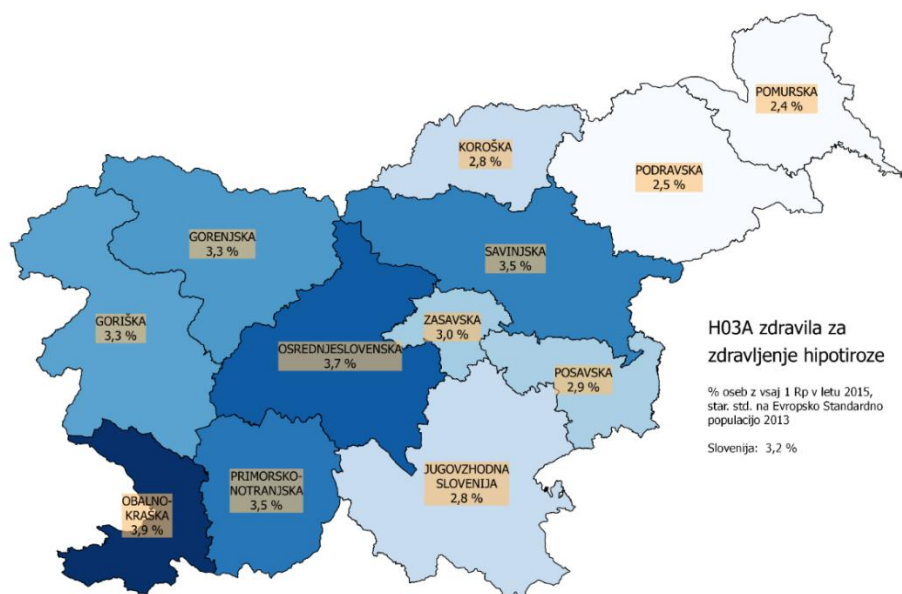 POMURSKA
2,4 %
KOROŠKA
2,8 %
PODRAVSKA
2,5 %
GORENJSKA
3,3 %
SAVINJSKA
3,5 %
GORIŠKA
3,3 %
ZASAVSKA
3,0 %
OSREDNJESLOVENSKA
3,7 %
POSAVSKA
2,9 %
H03A zdravila za
zdravljenje hipotiroze
% oseb z vsaj 1 Rp v letu 2015,
star. std. na Evropsko Standardno
populacijo 2013
Slovenija: 3,2 %
JUGOVZHODNA
SLOVENIJA
2,8 %
PRIMORSKO-
NOTRANJSKA
3,5 %
OBALNO-
KRAŠKA
3,9 %